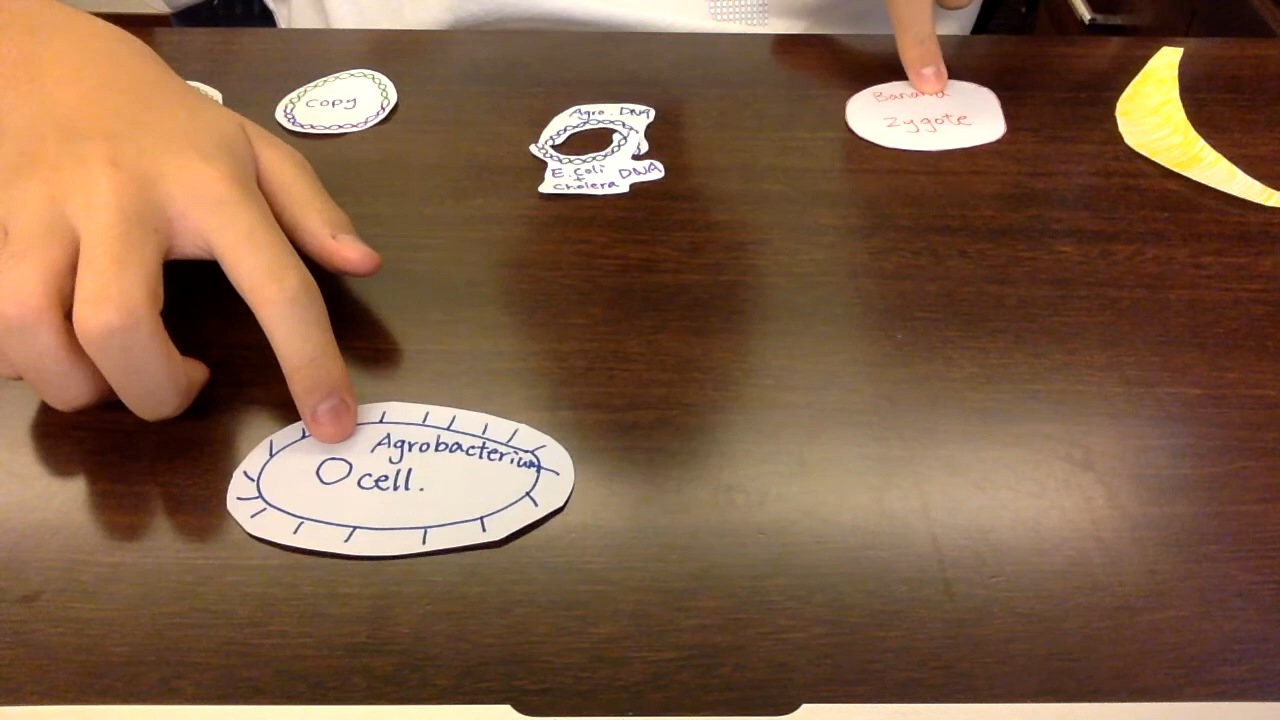 copy
Agro. DNA
E. coli DNA
+
cholera
Banana
zygote
Agrobacterium
cell.